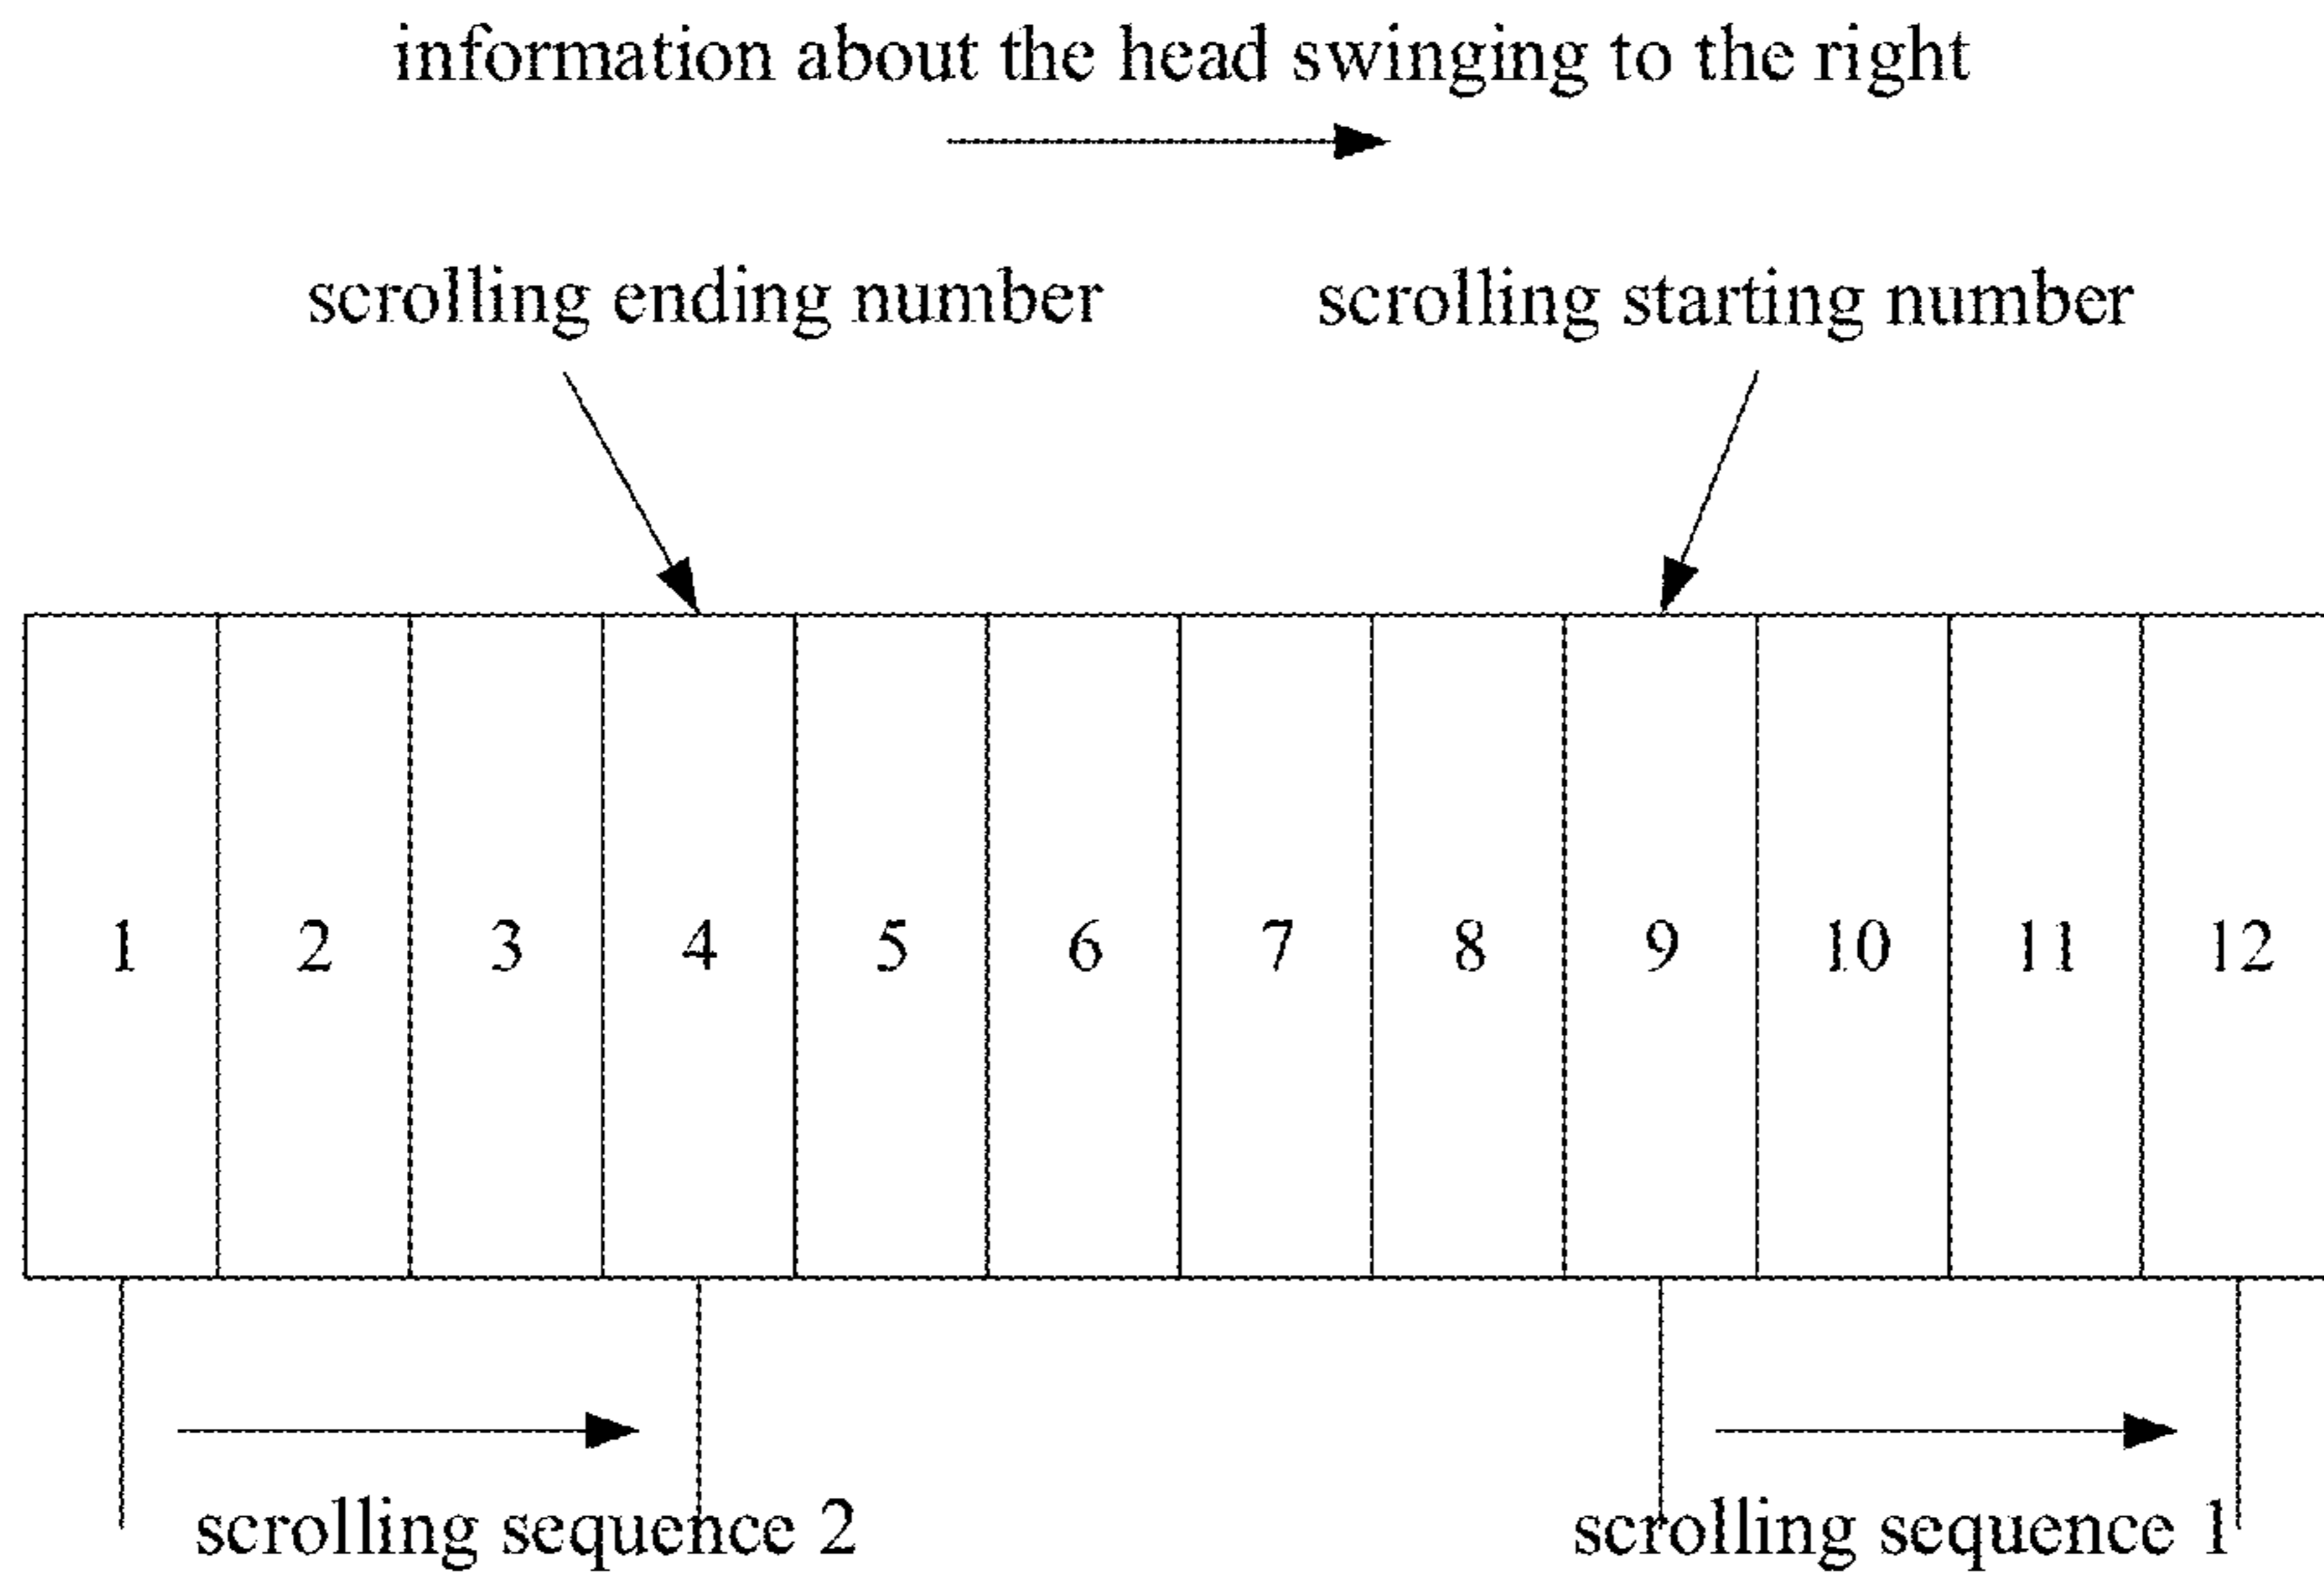 information about the head swinging to the right
scrolling ending number
scrolling starting number
1 2 3 4 5 6 7 8 9 10 11 12
scrolling sequence 2
scrolling sequence 1